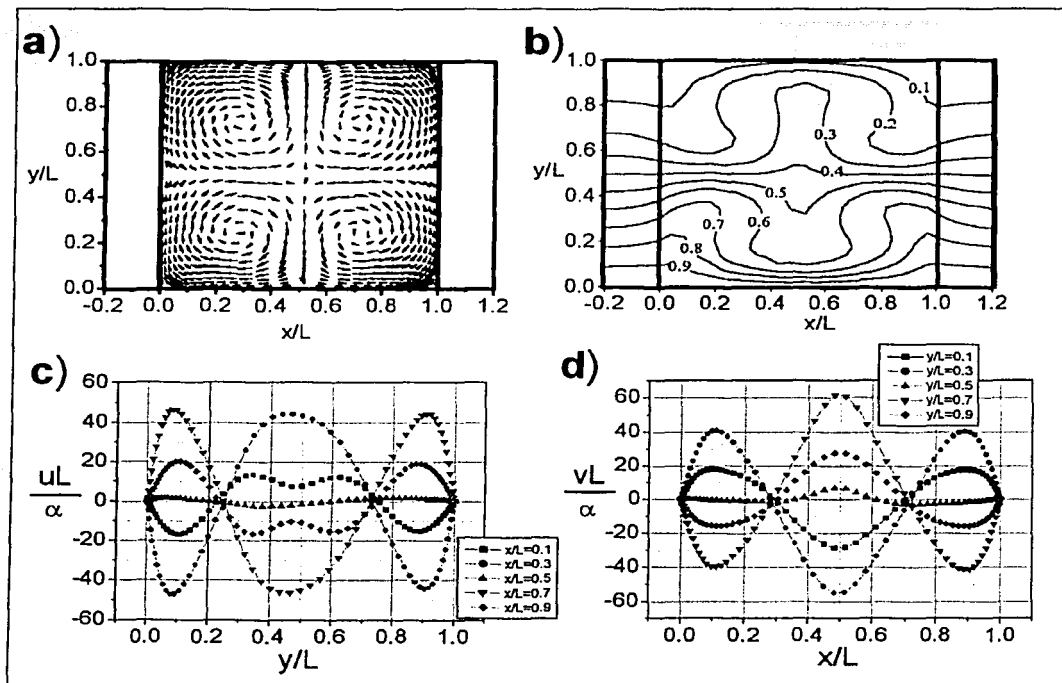 a)
1.0
0.8
0.6
y/L
0.4
0.2
0.0
-0.2 0.0 0.2 0.4 0.6 0.8 1.0 1.2
x/L
b)
1.0
0.8
0.6
y/L
0.4
0.2
0.0
0.1
0.2
0.3
0.4
0.5
0.6
0.7
0.8
0.9
-0.2 0.0 0.2 0.4 0.6 0.8 1.0 1.2
x/L
c)
60
40
20
0
-20
-40
-60
uL
α
x/L=0.1
x/L=0.3
x/L=0.5
x/L=0.7
x/L=0.9
0.0 0.2 0.4 0.6 0.8 1.0
y/L
d)
y/L=0.1
y/L=0.3
y/L=0.5
y/L=0.7
y/L=0.9
60
40
20
0
-20
-40
-60
vL
α
0.0 0.2 0.4 0.6 0.8 1.0
x/L